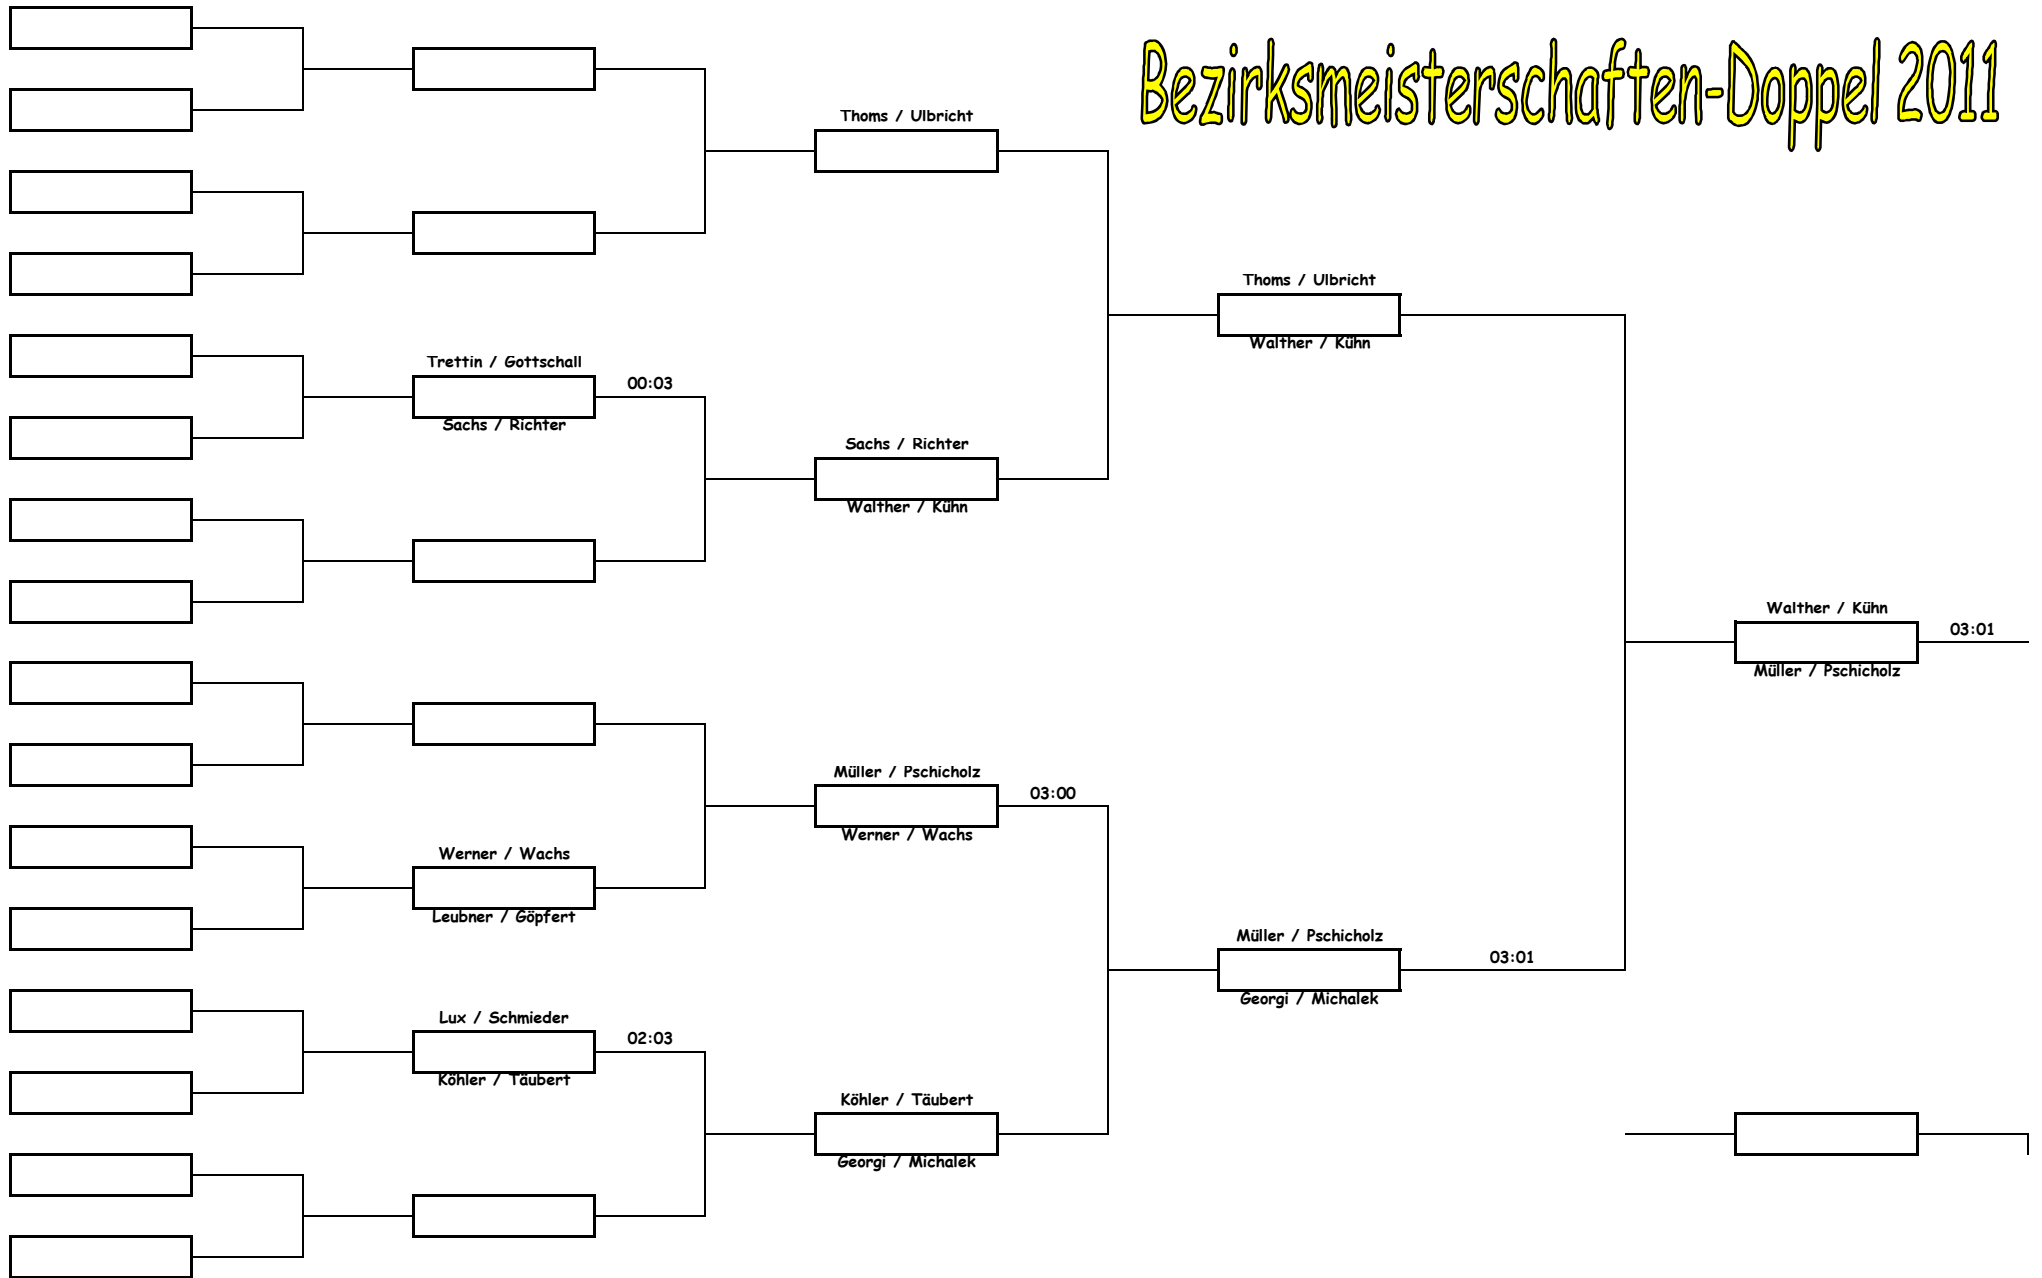 Bezirksmeisterschaften-Doppel 2011
Thoms / Ulbricht
Thoms / Ulbricht
Walther / Kühn
Trettin / Gottschall
00:03
Sachs / Richter
Sachs / Richter
Walther / Kühn
Walther / Kühn
03:01
Müller / Pschicholz
Müller / Pschicholz
03:00
Werner / Wachs
Werner / Wachs
Leubner / Göpfert
Müller / Pschicholz
03:01
Georgi / Michalek
Lux / Schmieder
02:03
Köhler / Täubert
Köhler / Täubert
Georgi / Michalek